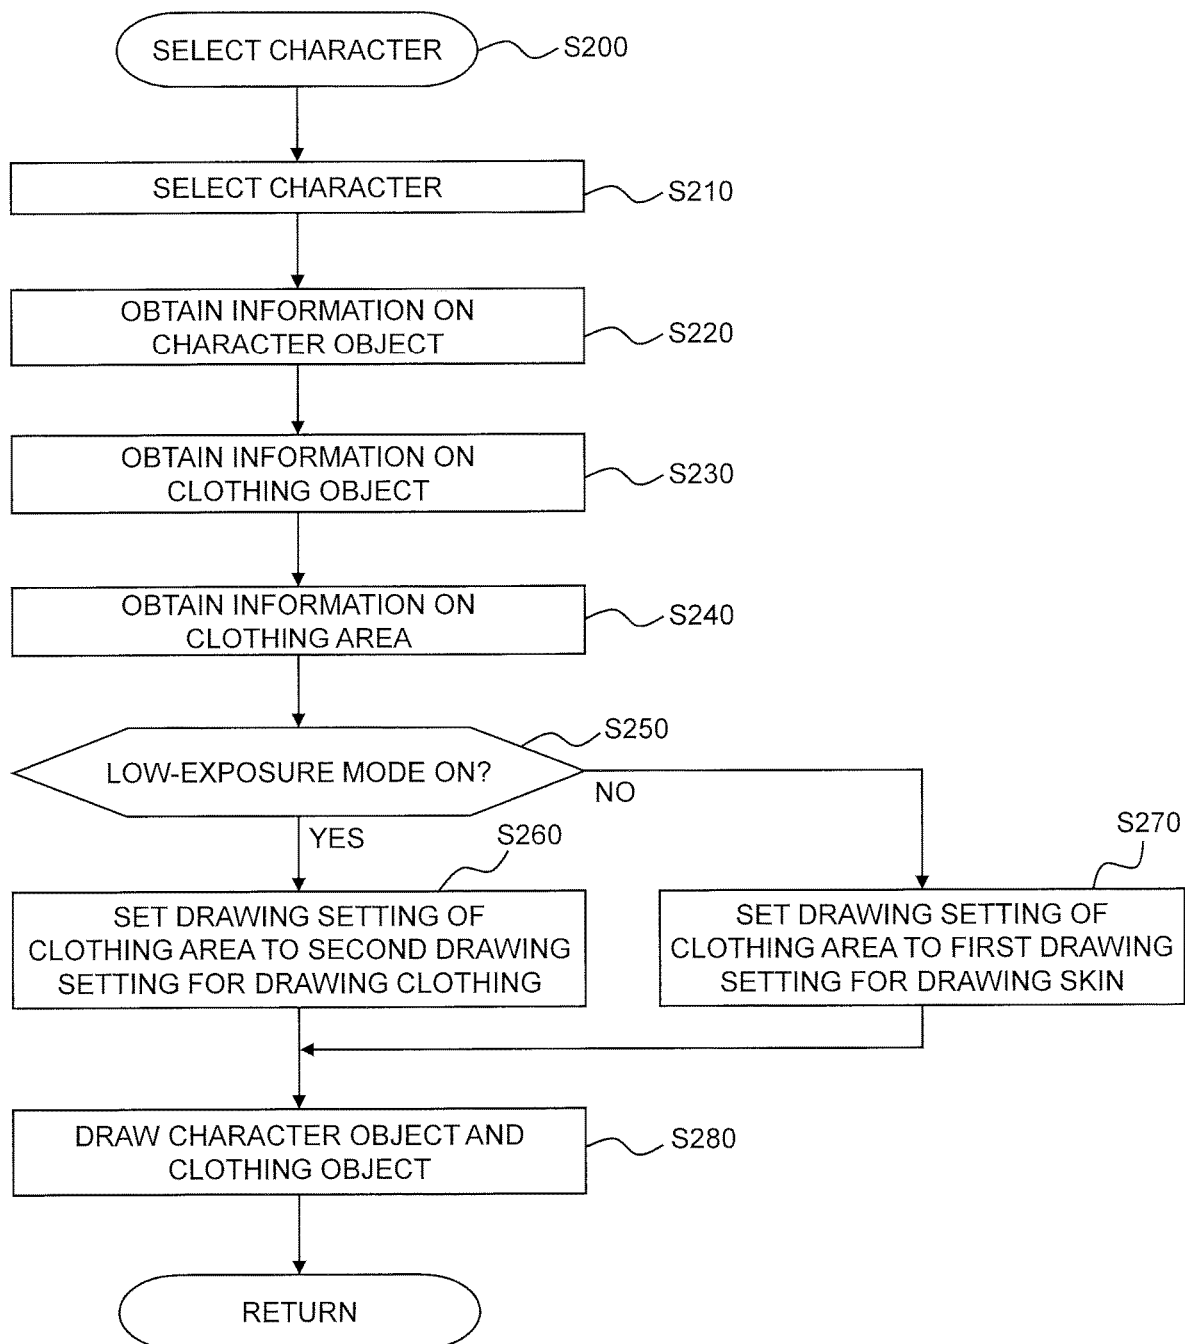 SELECT CHARACTER
S200
SELECT CHARACTER
S210
OBTAIN INFORMATION ON
CHARACTER OBJECT
S220
OBTAIN INFORMATION ON
CLOTHING OBJECT
S230
OBTAIN INFORMATION ON
CLOTHING AREA
S240
LOW-EXPOSURE MODE ON?
S250
NO
YES
S260
SET DRAWING SETTING OF
CLOTHING AREA TO SECOND DRAWING
SETTING FOR DRAWING CLOTHING
S270
SET DRAWING SETTING OF
CLOTHING AREA TO FIRST DRAWING
SETTING FOR DRAWING SKIN
DRAW CHARACTER OBJECT AND
CLOTHING OBJECT
S280
RETURN